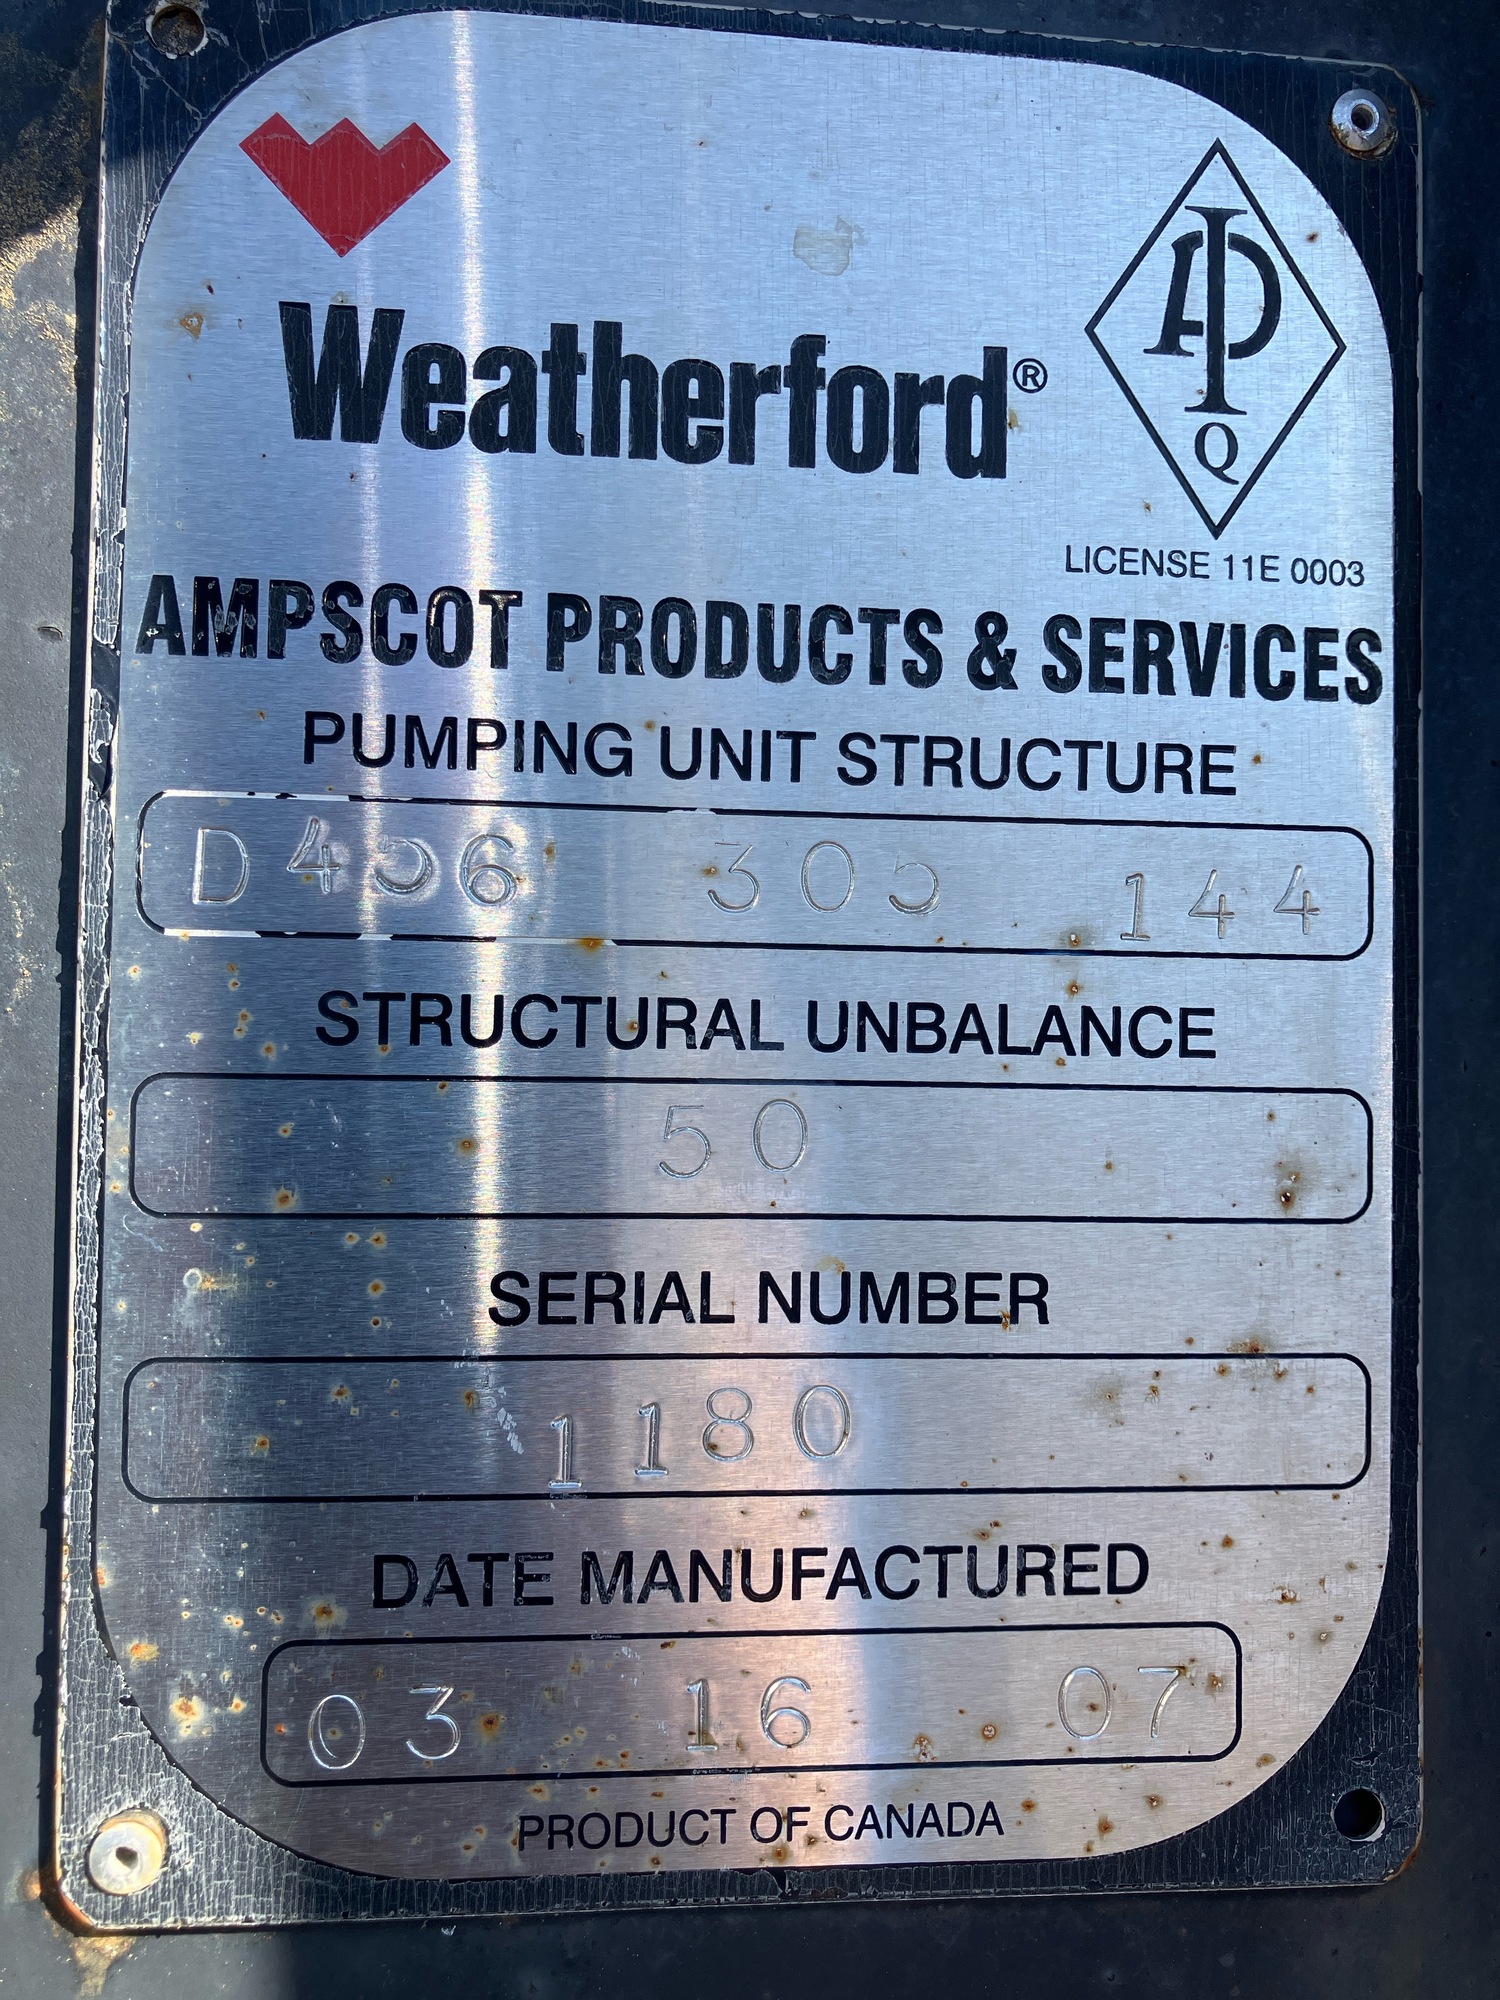 Weatherford®
API
Q
LICENSE 11E 0003
AMPSCOT PRODUCTS & SERVICES
PUMPING UNIT STRUCTURE
D 456 305 144
STRUCTURAL UNBALANCE
50
SERIAL NUMBER
1180
DATE MANUFACTURED
03 16 07
PRODUCT OF CANADA